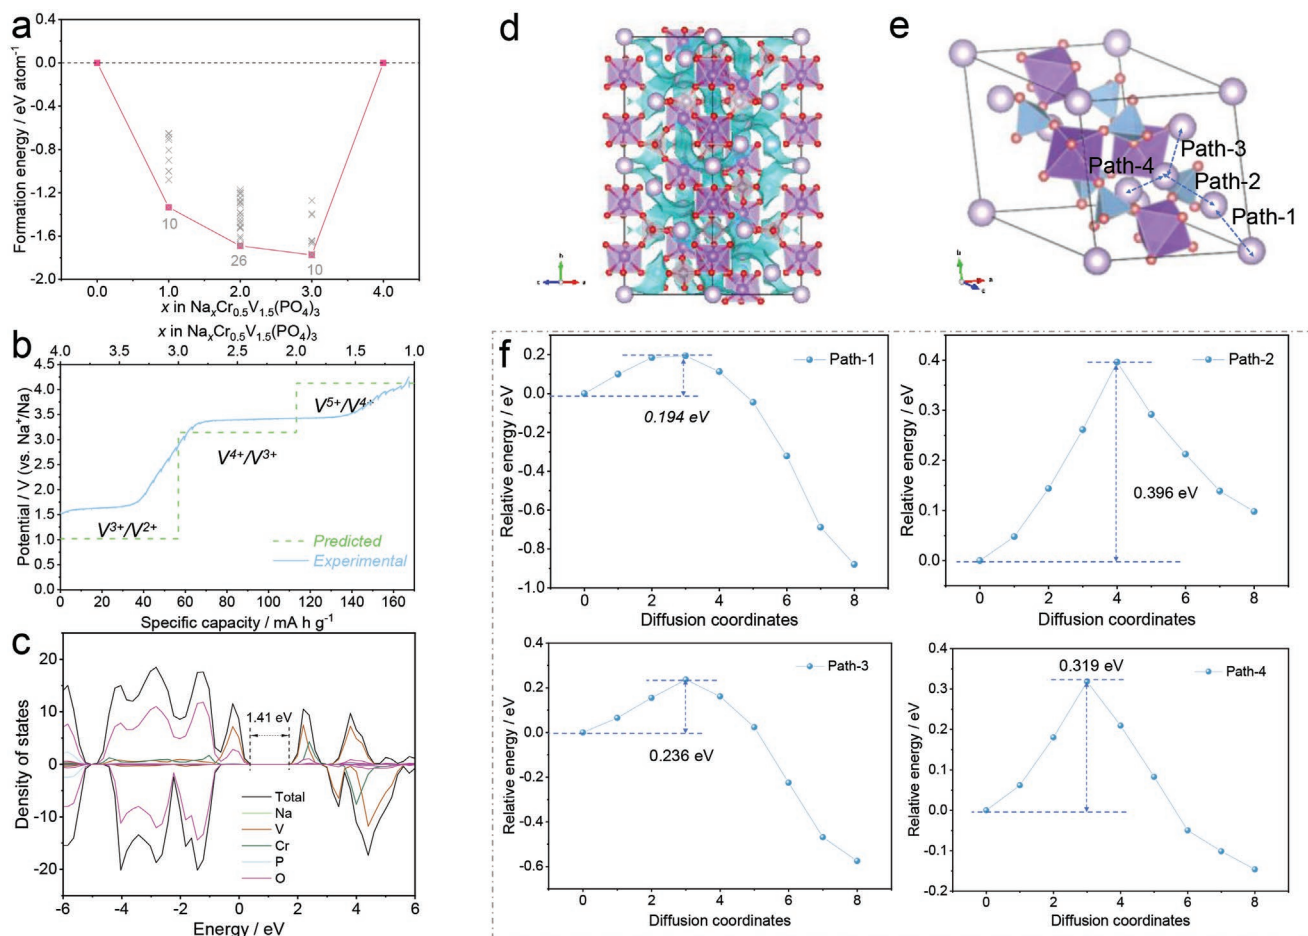 a
Formation energy / eV atom⁻¹
0.4
0.0
-0.4
-0.8
-1.2
-1.6
-2.0
10
26
10
0.0 1.0 2.0 3.0 4.0
x in NaₓCr₀.₅V₁.₅(PO₄)₃
x in NaₓCr₀.₅V₁.₅(PO₄)₃
b
4.0 3.5 3.0 2.5 2.0 1.5 1.0
Potential / V (vs. Na⁺/Na)
4.5
4.0
3.5
3.0
2.5
2.0
1.5
1.0
0.5
0.0
V⁵⁺/V⁴⁺
V⁴⁺/V³⁺
V³⁺/V²⁺
Predicted
Experimental
0 20 40 60 80 100 120 140 160
Specific capacity / mA h g⁻¹
c
Density of states
20
10
0
-10
-20
1.41 eV
Total
Na
V
Cr
P
O
-6 -4 -2 0 2 4 6
Energy / eV
d
e
Path-3
Path-4
Path-2
Path-1
f
Relative energy / eV
0.2
0.0
-0.2
-0.4
-0.6
-0.8
-1.0
Path-1
0.194 eV
0 2 4 6 8
Diffusion coordinates
Relative energy / eV
0.4
0.3
0.2
0.1
0.0
Path-2
0.396 eV
0 2 4 6 8
Diffusion coordinates
Relative energy / eV
0.4
0.2
0.0
-0.2
-0.4
-0.6
Path-3
0.236 eV
0 2 4 6 8
Diffusion coordinates
Relative energy / eV
0.4
0.3
0.2
0.1
0.0
-0.1
-0.2
0.319 eV
Path-4
0 2 4 6 8
Diffusion coordinates